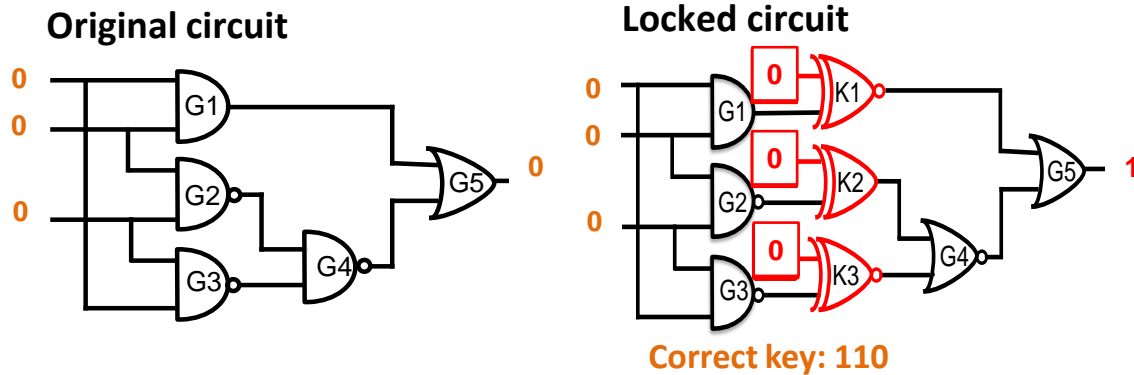 Original circuit
0
0
0
G1
G2
G3
G4
G5
0
Locked circuit
0
0
0
G1
G2
G3
0
0
0
K1
K2
K3
G4
G5
1
Correct key: 110